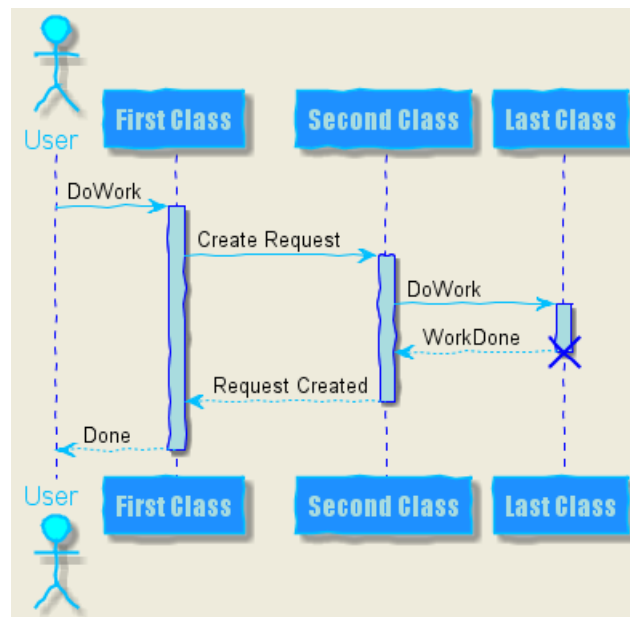 User
First Class
Second Class
Last Class
DoWork
Create Request
DoWork
WorkDone
Request Created
Done
User
First Class
Second Class
Last Class